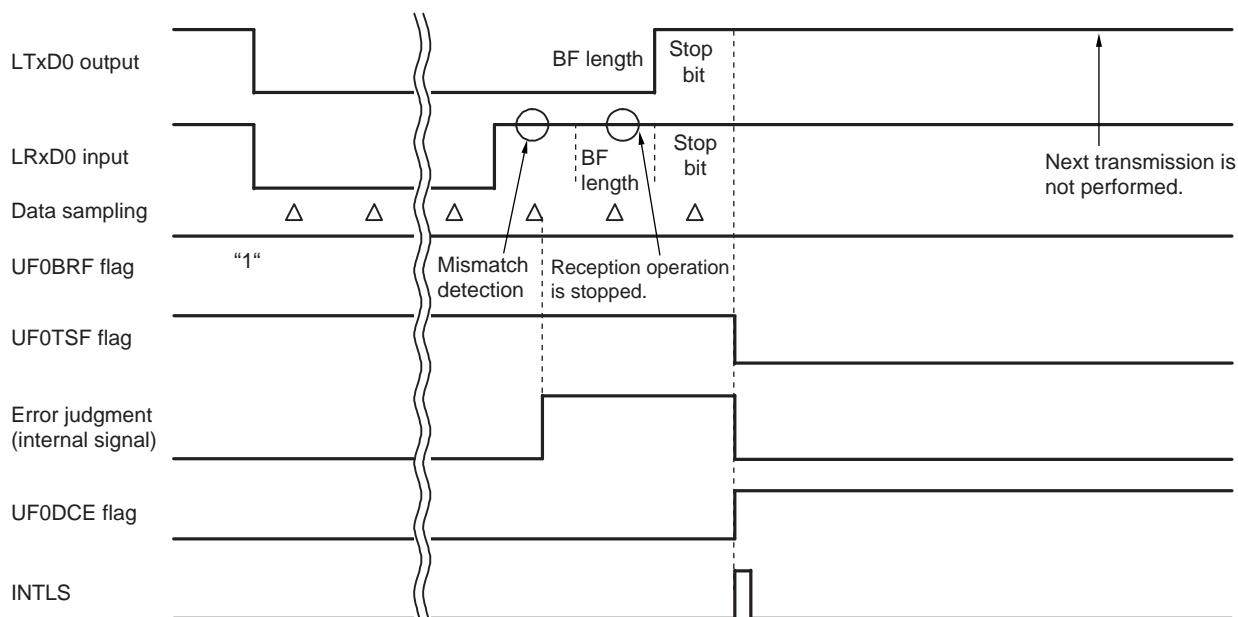 LTxD0 output
BF length
Stop
bit
LRxD0 input
BF
length
Stop
bit
Next transmission is
not performed.
Data sampling
UF0BRF flag
“1“
Mismatch
detection
Reception operation
is stopped.
UF0TSF flag
Error judgment
(internal signal)
UF0DCE flag
INTLS